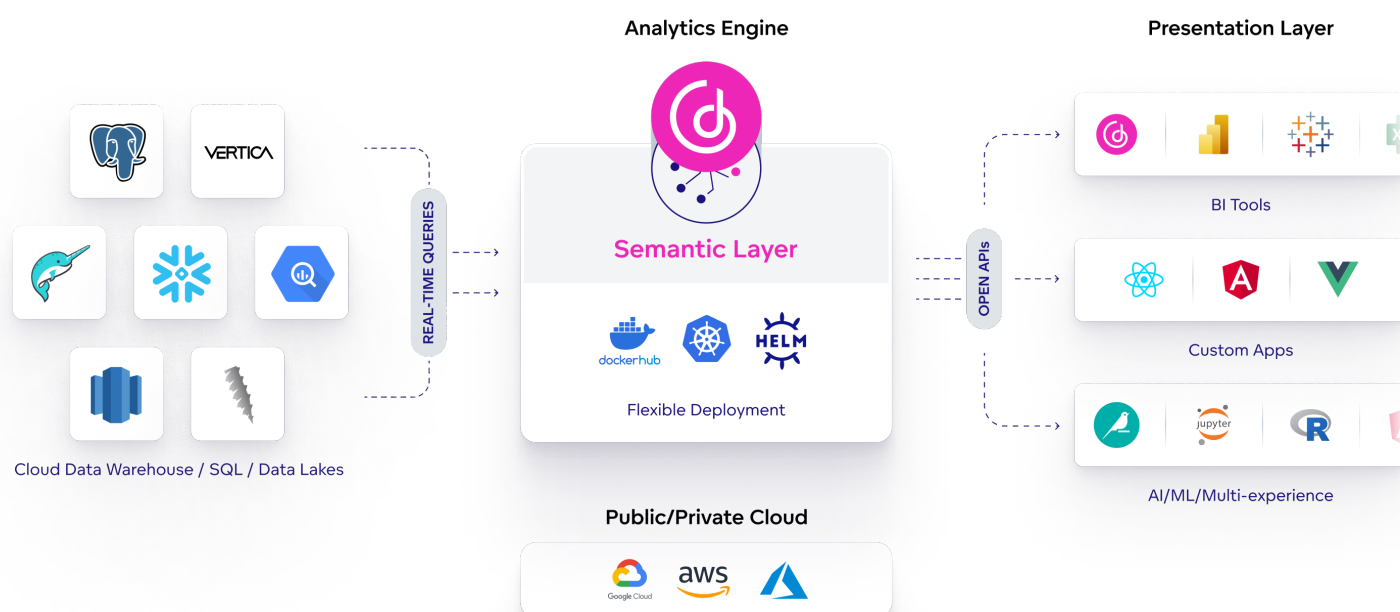 Analytics Engine
Presentation Layer
VERTICA
REAL-TIME QUERIES
Semantic Layer
dockerhub
HELM
Flexible Deployment
Cloud Data Warehouse / SQL / Data Lakes
OPEN APIs
BI Tools
A
Custom Apps
jupyter
R
AI/ML/Multi-experience
Public/Private Cloud
Google Cloud
aws